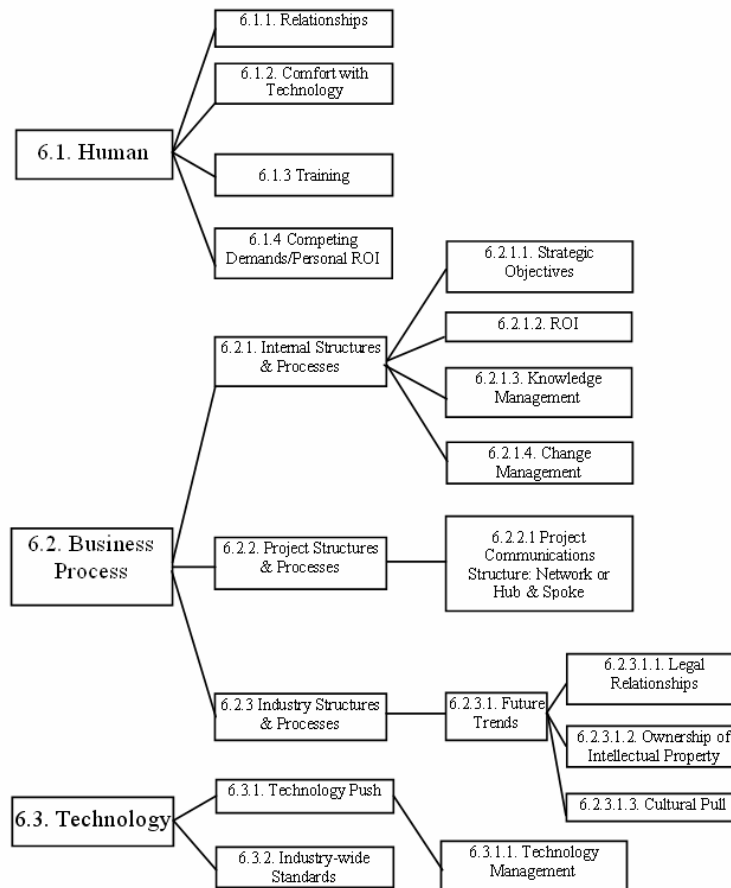 6.1.1. Relationships
6.1.2. Comfort with
Technology
6.1. Human
6.1.3 Training
6.1.4 Competing
Demands/Personal ROI
6.2.1.1. Strategic
Objectives
6.2.1.2. ROI
6.2.1. Internal Structures
& Processes
6.2.1.3. Knowledge
Management
6.2.1.4. Change
Management
6.2. Business
Process
6.2.2. Project Structures
& Processes
6.2.2.1 Project
Communications
Structure: Network or
Hub & Spoke
6.2.3 Industry Structures
& Processes
6.2.3.1. Future
Trends
6.2.3.1.1. Legal
Relationships
6.2.3.1.2. Ownership of
Intellectual Property
6.2.3.1.3. Cultural Pull
6.3. Technology
6.3.1. Technology Push
6.3.2. Industry-wide
Standards
6.3.1.1. Technology
Management